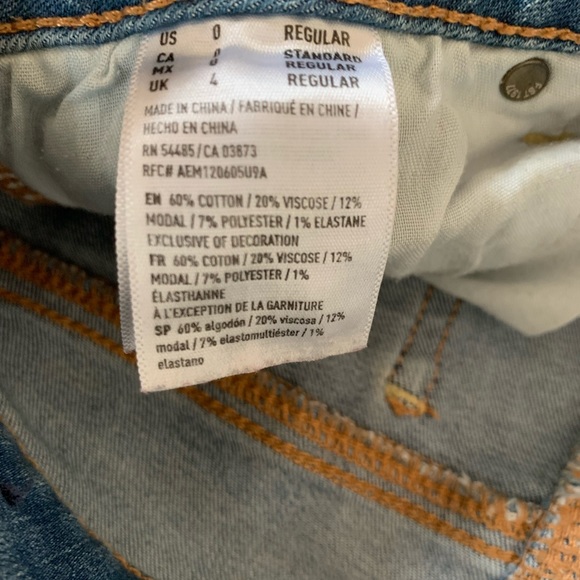 US 0 REGULAR
CA 0 STANDARD
MX 0 REGULAR
UK 4 REGULAR
MADE IN CHINA / FABRIQUÉ EN CHINE /
HECHO EN CHINA
RN 54485 / CA 03873
RFC# AEM120605U9A
EN 60% COTTON / 20% VISCOSE / 12%
MODAL / 7% POLYESTER / 1% ELASTANE
EXCLUSIVE OF DECORATION
FR 60% COTON / 20% VISCOSE / 12%
MODAL / 7% POLYESTER / 1%
ÉLASTHANNE
À L'EXCEPTION DE LA GARNITURE
SP 60% algodón / 20% viscosa / 12%
modal / 7% elastomultiéster / 1%
elastano